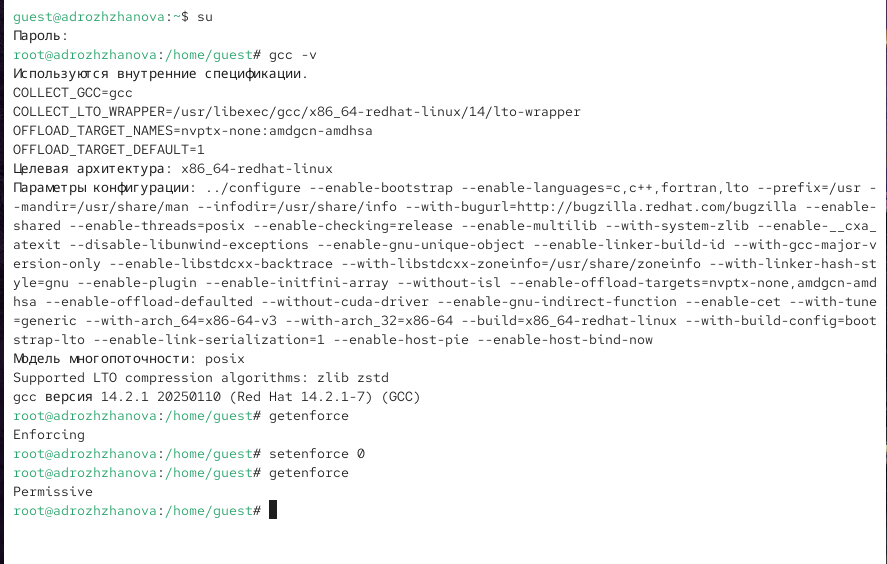 guest@adrozhzhanova:~$ su
Пароль:
root@adrozhzhanova:/home/guest# gcc -v
Используются внутренние спецификации.
COLLECT_GCC=gcc
COLLECT_LTO_WRAPPER=/usr/libexec/gcc/x86_64-redhat-linux/14/lto-wrapper
OFFLOAD_TARGET_NAMES=nvptx-none:amdgcn-amdhsa
OFFLOAD_TARGET_DEFAULT=1
Целевая архитектура: x86_64-redhat-linux
Параметры конфигурации: ../configure --enable-bootstrap --enable-languages=c,c++,fortran,lto --prefix=/usr -
-mandir=/usr/share/man --infodir=/usr/share/info --with-bugurl=http://bugzilla.redhat.com/bugzilla --enable-
shared --enable-threads=posix --enable-checking=release --enable-multilib --with-system-zlib --enable-__cxa_
atexit --disable-libunwind-exceptions --enable-gnu-unique-object --enable-linker-build-id --with-gcc-major-v
ersion-only --enable-libstdcxx-backtrace --with-libstdcxx-zoneinfo=/usr/share/zoneinfo --with-linker-hash-st
yle=gnu --enable-plugin --enable-initfini-array --without-isl --enable-offload-targets=nvptx-none,amdgcn-amd
hsa --enable-offload-defaulted --without-cuda-driver --enable-gnu-indirect-function --enable-cet --with-tune
=generic --with-arch_64=x86-64-v3 --with-arch_32=x86-64 --build=x86_64-redhat-linux --with-build-config=boot
strap-lto --enable-link-serialization=1 --enable-host-pie --enable-host-bind-now
Модель многопоточности: posix
Supported LTO compression algorithms: zlib zstd
gcc версия 14.2.1 20250110 (Red Hat 14.2.1-7) (GCC)
root@adrozhzhanova:/home/guest# getenforce
Enforcing
root@adrozhzhanova:/home/guest# setenforce 0
root@adrozhzhanova:/home/guest# getenforce
Permissive
root@adrozhzhanova:/home/guest#